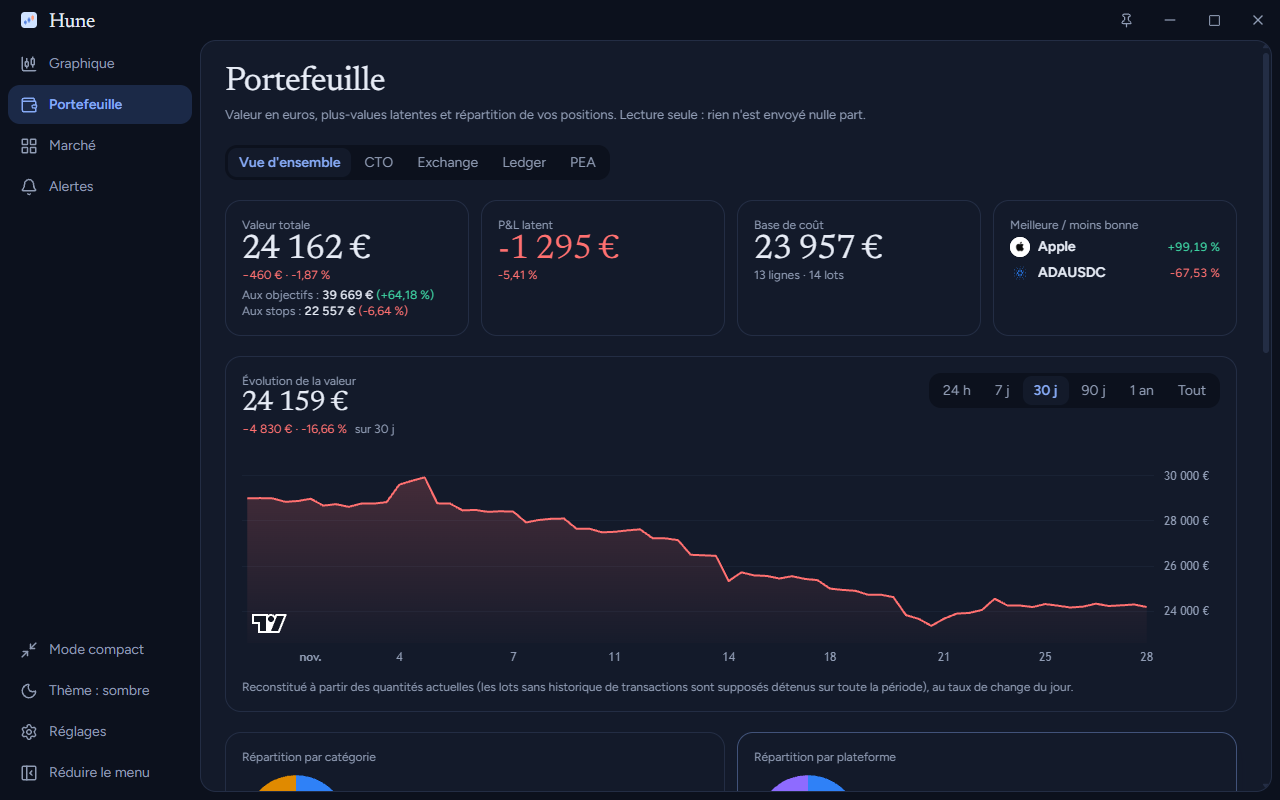 Hune
Graphique
Portefeuille
Marché
Alertes
Mode compact
Thème : sombre
Réglages
Réduire le menu
Portefeuille
Valeur en euros, plus-values latentes et répartition de vos positions. Lecture seule : rien n'est envoyé nulle part.
Vue d'ensemble CTO Exchange Ledger PEA
Valeur totale
24 162 €
−460 € · -1,87 %
Aux objectifs : 39 669 € (+64,18 %)
Aux stops : 22 557 € (-6,64 %)
P&L latent
-1 295 €
-5,41 %
Base de coût
23 957 €
13 lignes · 14 lots
Meilleure / moins bonne
Apple +99,19 %
ADAUSDC -67,53 %
Évolution de la valeur
24 159 €
−4 830 € · -16,66 % sur 30 j
24 h 7 j 30 j 90 j 1 an Tout
30 000 €
28 000 €
26 000 €
24 000 €
nov. 4 7 11 14 18 21 25 28
Reconstitué à partir des quantités actuelles (les lots sans historique de transactions sont supposés détenus sur toute la période), au taux de change du jour.
Répartition par catégorie
Répartition par plateforme